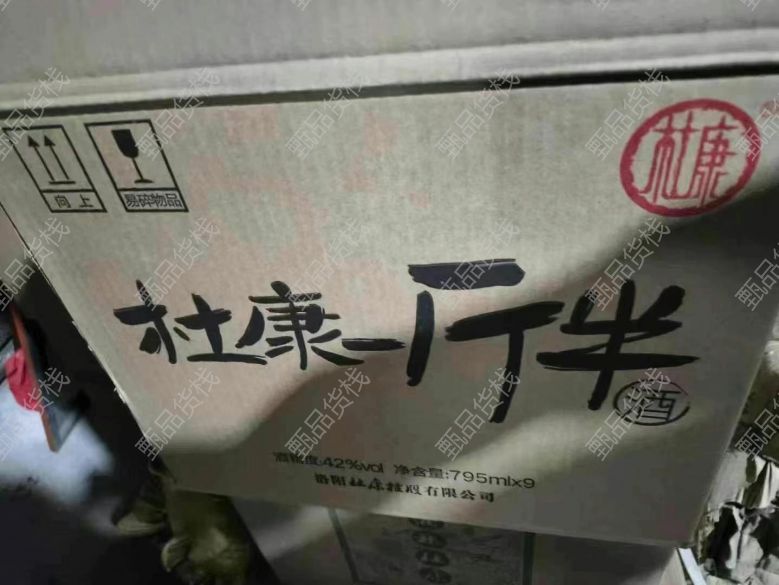 杜康
向上
易碎物品
杜康一斤半
酒
酒精度:42%vol 净含量:795mlx9
洛阳杜康控股有限公司
甄品货栈